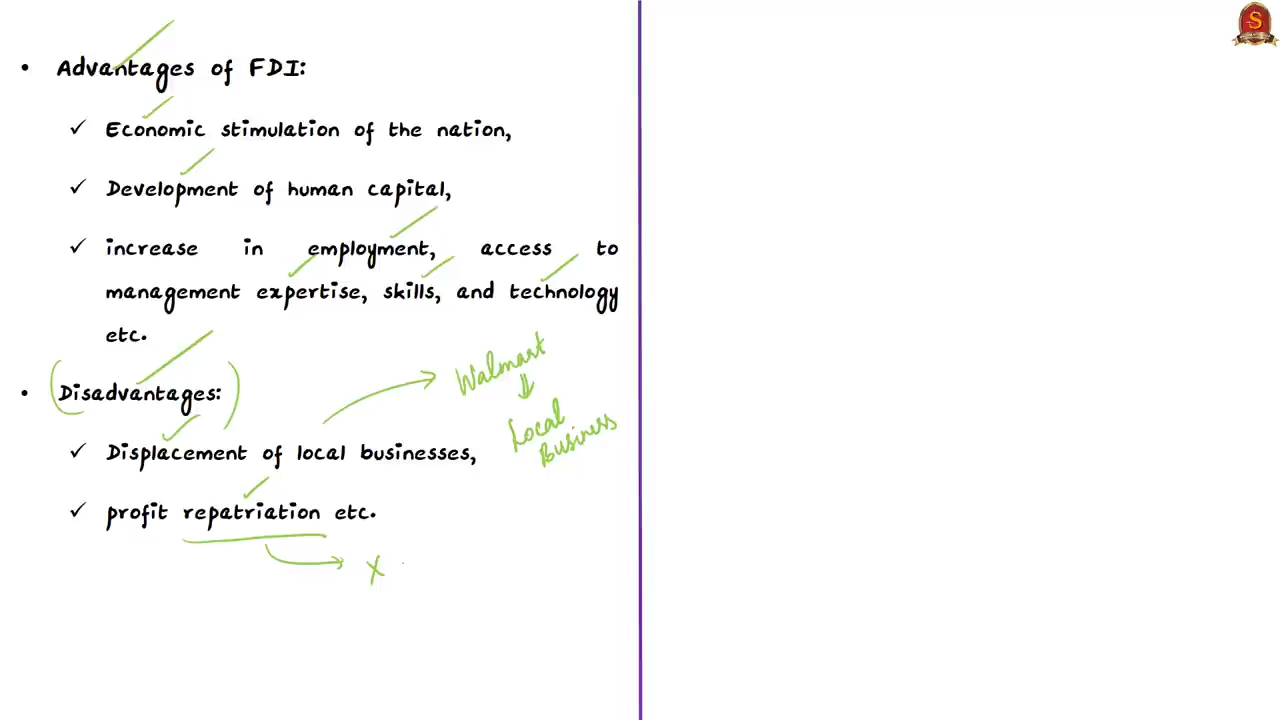 Advantages of FDI:
Economic stimulation of the nation,
Development of human capital,
increase in employment, access to
management expertise, skills, and technology
etc.
Disadvantages:
Walmart
Local
Business
Displacement of local businesses,
profit repatriation etc.
X
S